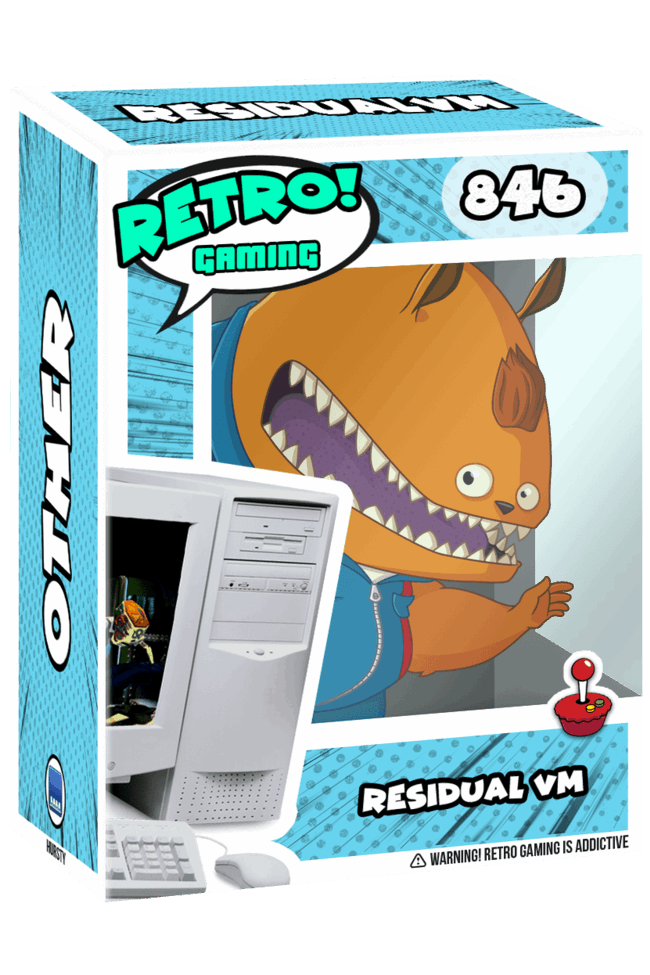 RESIDUALVM
RETRO!
GAMING
846
OTHER
RESIDUAL VM
WARNING! RETRO GAMING IS ADDICTIVE
HURSTY